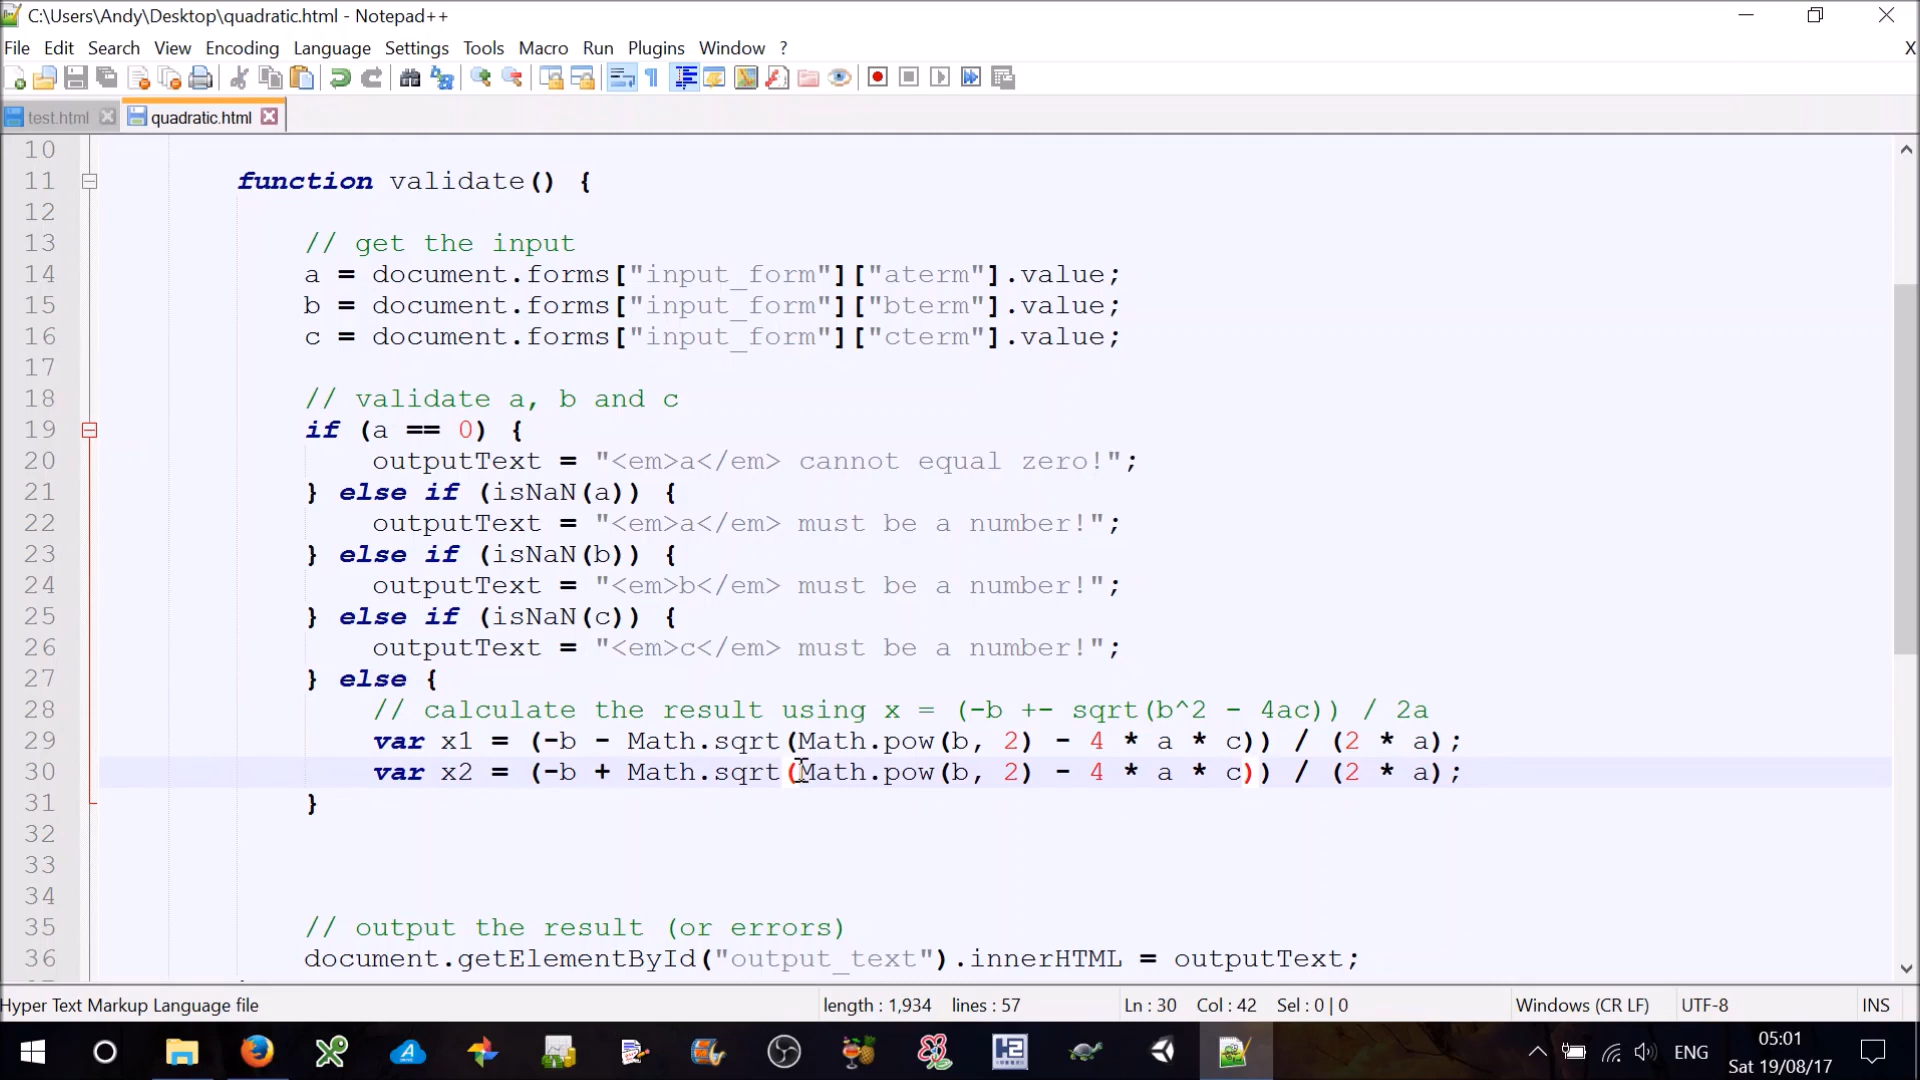 C:\Users\Andy\Desktop\quadratic.html - Notepad++
File Edit Search View Encoding Language Settings Tools Macro Run Plugins Window ? X
test.html quadratic.html
10
11 function validate() {
12
13 // get the input
14 a = document.forms["input_form"]["aterm"].value;
15 b = document.forms["input_form"]["bterm"].value;
16 c = document.forms["input_form"]["cterm"].value;
17
18 // validate a, b and c
19 if (a == 0) {
20 outputText = "<em>a</em> cannot equal zero!";
21 } else if (isNaN(a)) {
22 outputText = "<em>a</em> must be a number!";
23 } else if (isNaN(b)) {
24 outputText = "<em>b</em> must be a number!";
25 } else if (isNaN(c)) {
26 outputText = "<em>c</em> must be a number!";
27 } else {
28 // calculate the result using x = (-b +- sqrt(b^2 - 4ac)) / 2a
29 var x1 = (-b - Math.sqrt(Math.pow(b, 2) - 4 * a * c)) / (2 * a);
30 var x2 = (-b + Math.sqrt(Math.pow(b, 2) - 4 * a * c)) / (2 * a);
31 }
32
33
34
35 // output the result (or errors)
36 document.getElementById("output_text").innerHTML = outputText;
Hyper Text Markup Language file length : 1,934 lines : 57 Ln : 30 Col : 42 Sel : 0 | 0 Windows (CR LF) UTF-8 INS
H2
ENG
05:01
Sat 19/08/17